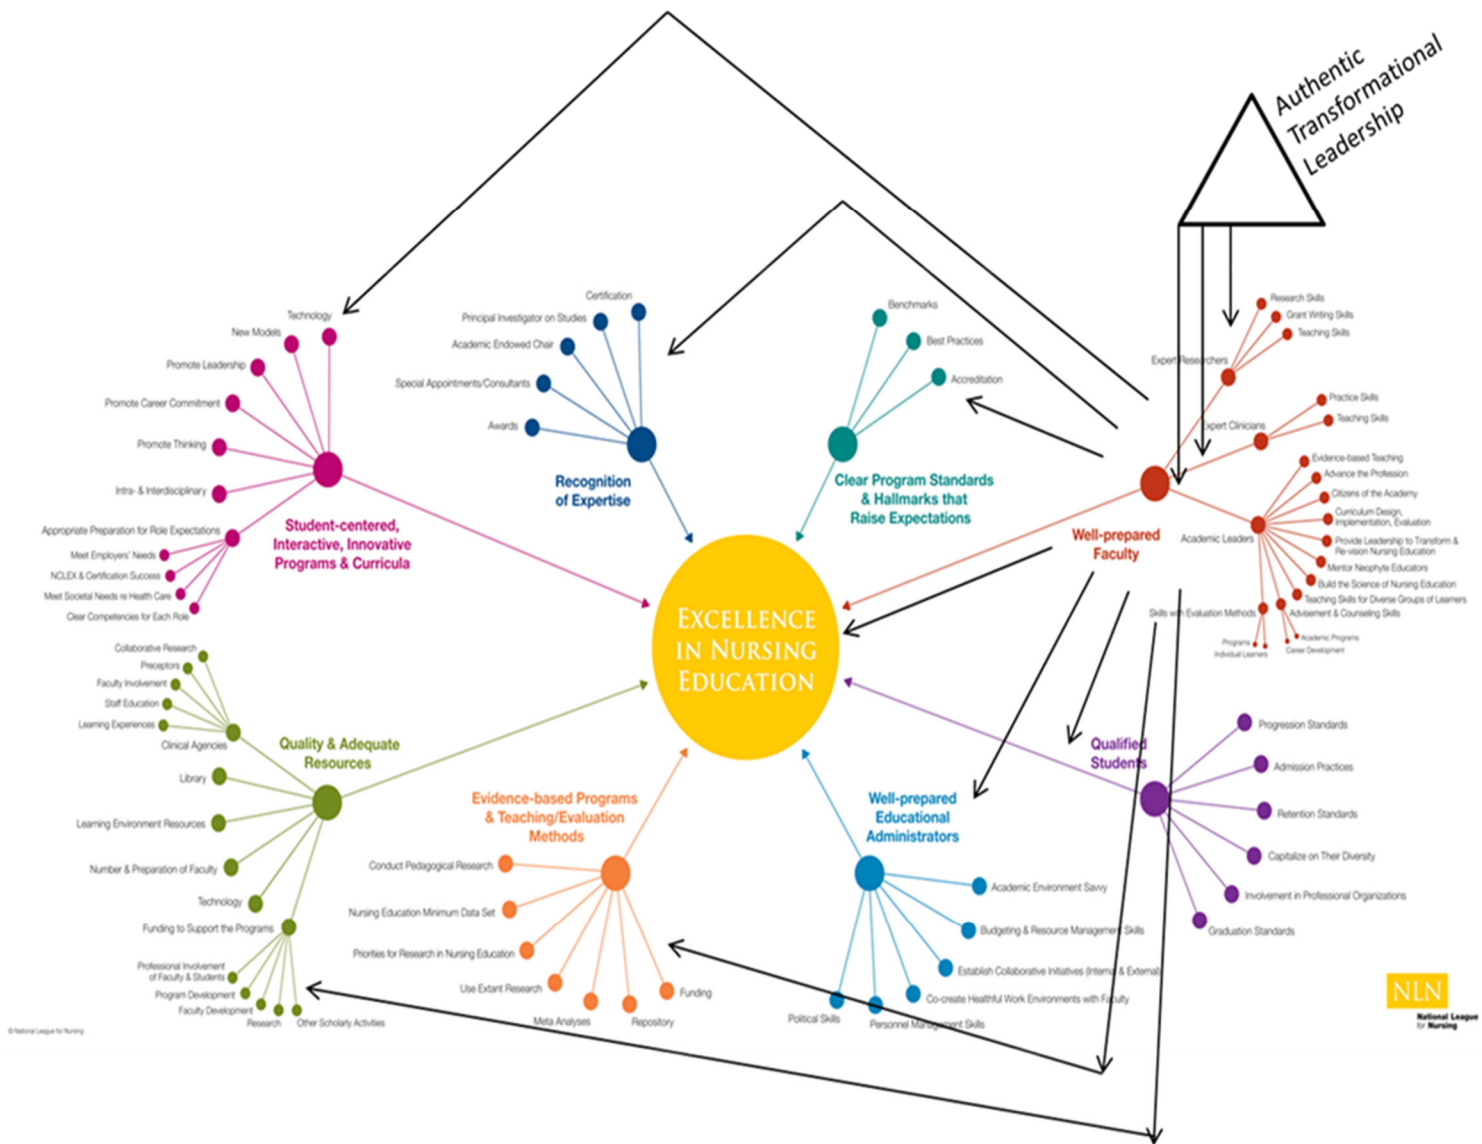 Authentic
Transformational
Leadership
Technology
New Models
Promote Leadership
Promote Career Commitment
Promote Thinking
Intra- & Interdisciplinary
Appropriate Preparation for Role Expectations
Meet Employers' Needs
NCLEX & Certification Success
Meet Societal Needs re Health Care
Clear Competencies for Each Role
Student-centered,
Interactive, Innovative
Programs & Curricula
Certification
Principal Investigator on Studies
Academic Endowed Chair
Special Appointments/Consultants
Awards
Recognition
of Expertise
Benchmarks
Best Practices
Accreditation
Clear Program Standards
& Hallmarks that
Raise Expectations
Research Skills
Grant Writing Skills
Teaching Skills
Expert Researchers
Practice Skills
Teaching Skills
Expert Clinicians
Evidence-based Teaching
Advance the Profession
Citizens of the Academy
Curriculum Design,
Implementation, Evaluation
Academic Leaders
Provide Leadership to Transform &
Re-vision Nursing Education
Mentor Neophyte Educators
Build the Science of Nursing Education
Teaching Skills for Diverse Groups of Learners
Skills with Evaluation Methods
Advisement & Counseling Skills
Programs
Individual Learners
Academic Programs
Career Development
Well-prepared
Faculty
EXCELLENCE
IN NURSING
EDUCATION
Collaborative Research
Preceptors
Faculty Involvement
Staff Education
Learning Experiences
Clinical Agencies
Library
Learning Environment Resources
Number & Preparation of Faculty
Technology
Funding to Support the Programs
Professional Involvement
of Faculty & Students
Program Development
Faculty Development
Research
Other Scholarly Activities
Quality & Adequate
Resources
Evidence-based Programs
& Teaching/Evaluation
Methods
Conduct Pedagogical Research
Nursing Education Minimum Data Set
Priorities for Research in Nursing Education
Use Extant Research
Meta Analyses
Repository
Funding
Well-prepared
Educational
Administrators
Academic Environment Savvy
Budgeting & Resource Management Skills
Establish Collaborative Initiatives (Internal & External)
Co-create Healthful Work Environments with Faculty
Personnel Management Skills
Political Skills
Qualified
Students
Progression Standards
Admission Practices
Retention Standards
Capitalize on Their Diversity
Involvement in Professional Organizations
Graduation Standards
© National League for Nursing
NLN
National League
for Nursing